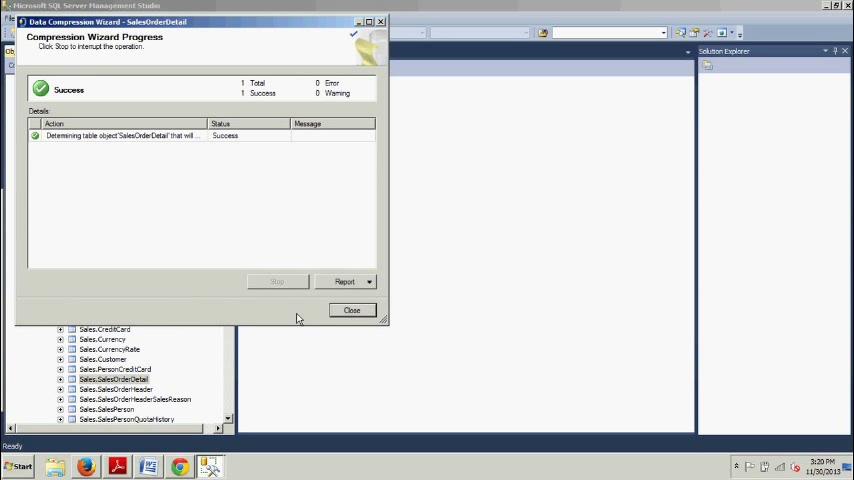 Microsoft SQL Server Management Studio
Data Compression Wizard - SalesOrderDetail
Compression Wizard Progress
Click Stop to interrupt the operation.
Success
1 Total 0 Error
1 Success 0 Warning
Details:
Action Status Message
Determining table object'SalesOrderDetail' that will ... Success
Stop Report
Close
Solution Explorer
Sales.CreditCard
Sales.Currency
Sales.CurrencyRate
Sales.Customer
Sales.PersonCreditCard
Sales.SalesOrderDetail
Sales.SalesOrderHeader
Sales.SalesOrderHeaderSalesReason
Sales.SalesPerson
Sales.SalesPersonQuotaHistory
Ready
Start
3:20 PM
11/30/2013